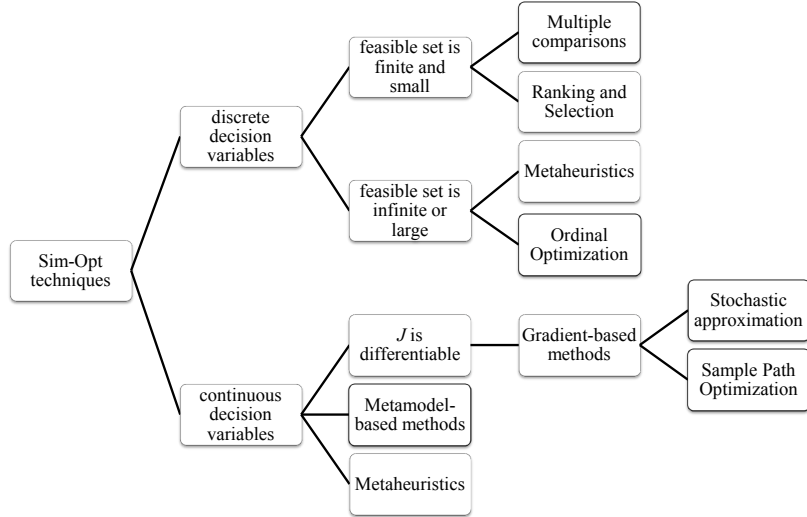 Multiple
comparisons
feasible set is
finite and
small
Ranking and
Selection
discrete
decision
variables
Metaheuristics
feasible set is
infinite or
large
Ordinal
Optimization
Sim-Opt
techniques
Stochastic
approximation
J is
differentiable
Gradient-based
methods
Sample Path
Optimization
continuous
decision
variables
Metamodel-
based methods
Metaheuristics